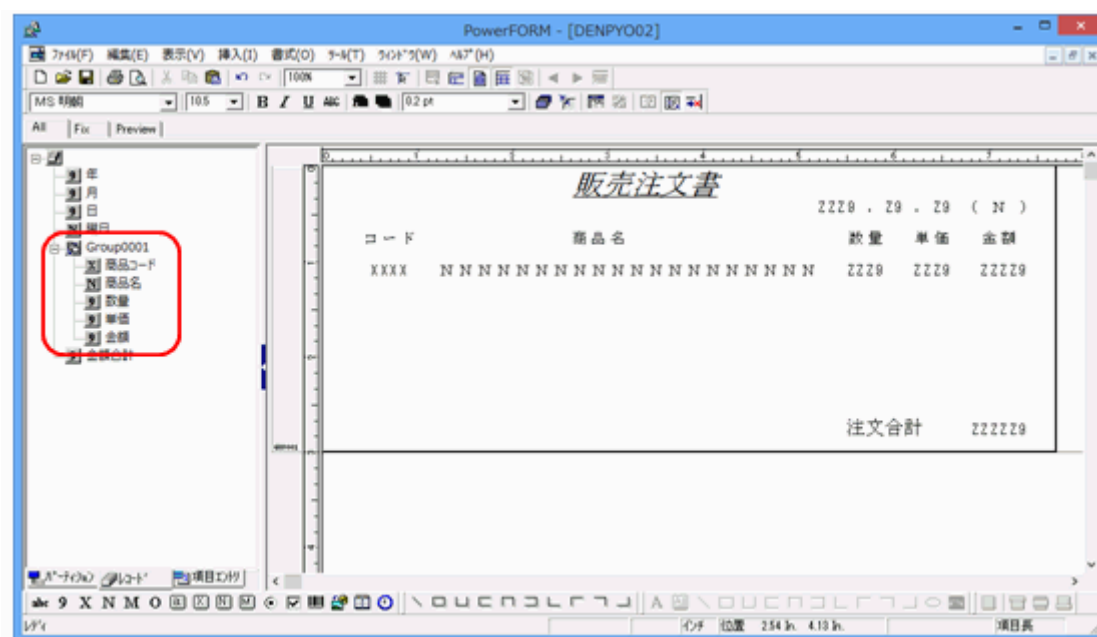 PowerFORM - [DENPYO02]
ファイル(F) 編集(E) 表示(V) 挿入(I) 書式(O) ツール(T) ウィンドウ(W) ヘルプ(H)
100%
MS 明朝 10.5 B I U ABC 0.2 pt
All Fix Preview
年
月
日
曜日
Group0001
商品コード
商品名
数量
単価
金額
金額合計
販売注文書
ZZZ9 . Z9 . Z9 ( N )
コード 商品名 数量 単価 金額
XXXX NNNNNNNNNNNNNNNNNNNN ZZZ9 ZZZ9 ZZZZ9
注文合計 ZZZZZ9
パーティション レコード 項目エントリ
abc 9 X N M O
レディ インチ 位置 2.54 in. 4.13 in. 項目長